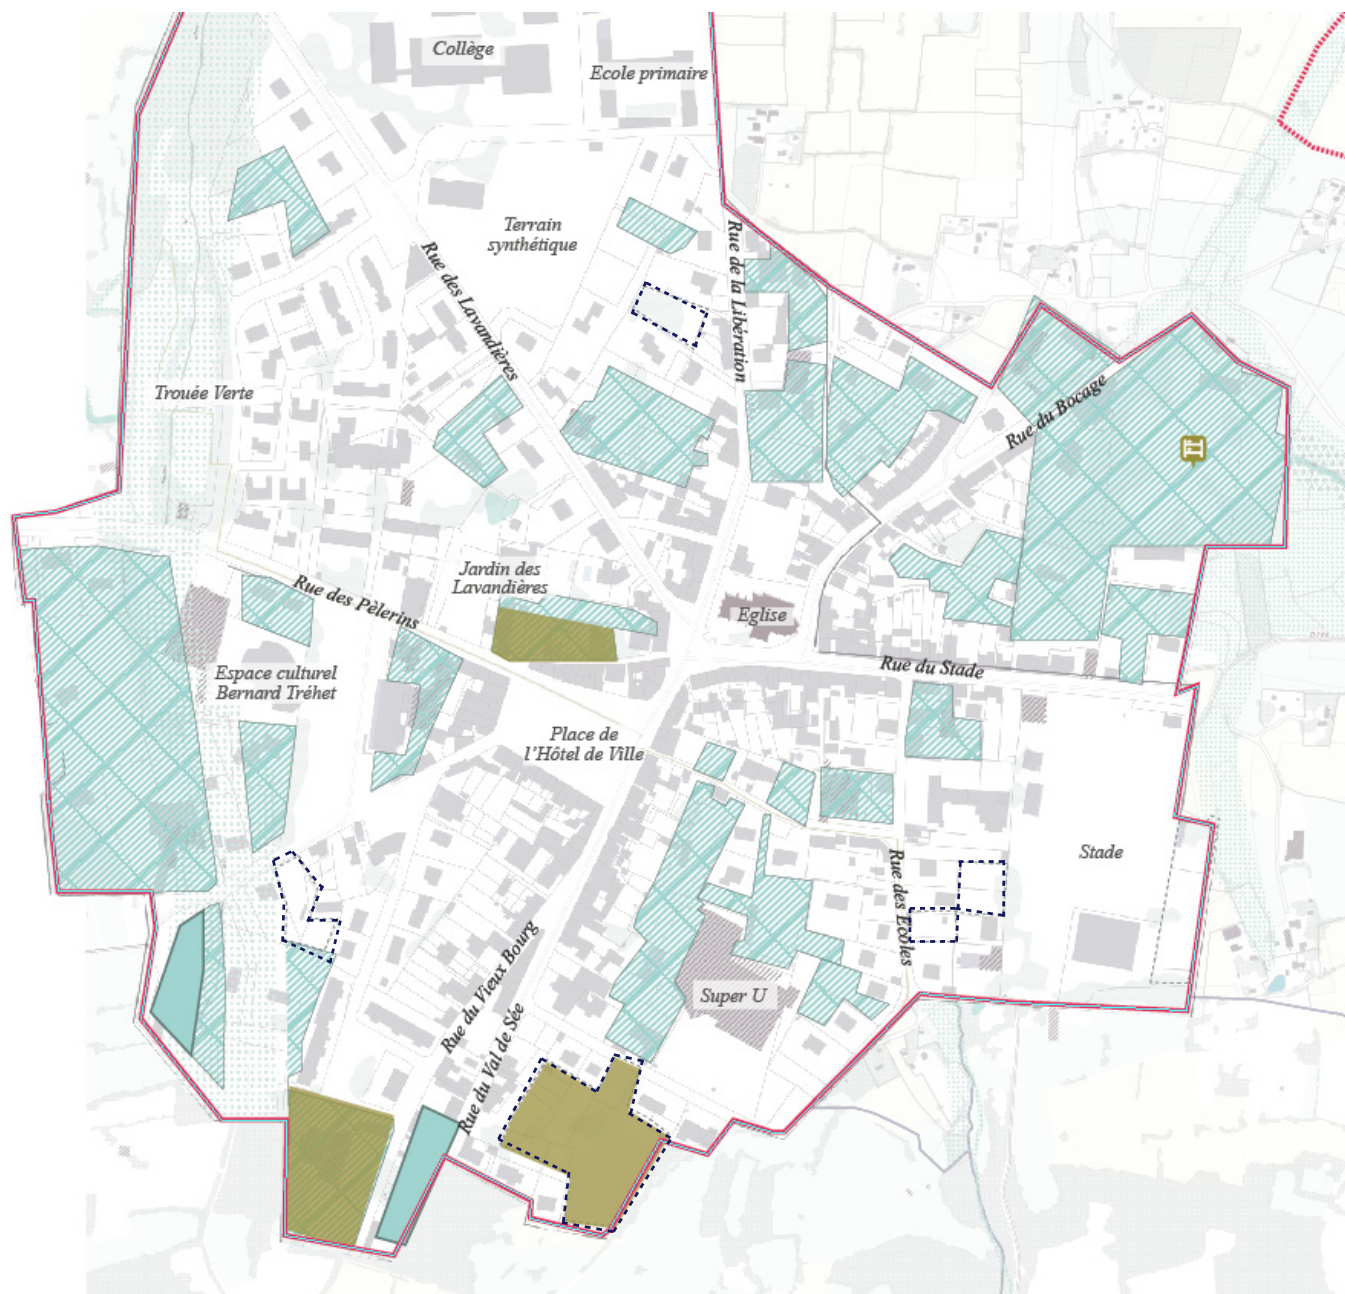 Collège
Ecole primaire
Terrain
synthétique
Rue des Lavandières
Rue de la Libération
Trouée Verte
Rue du Bocage
Jardin des
Lavandières
Rue des Pèlerins
Eglise
Rue du Stade
Espace culturel
Bernard Tréhet
Place de
l'Hôtel de Ville
Stade
Rue des Ecoles
Rue du Vieux Bourg
Super U
Rue du Val de Sée